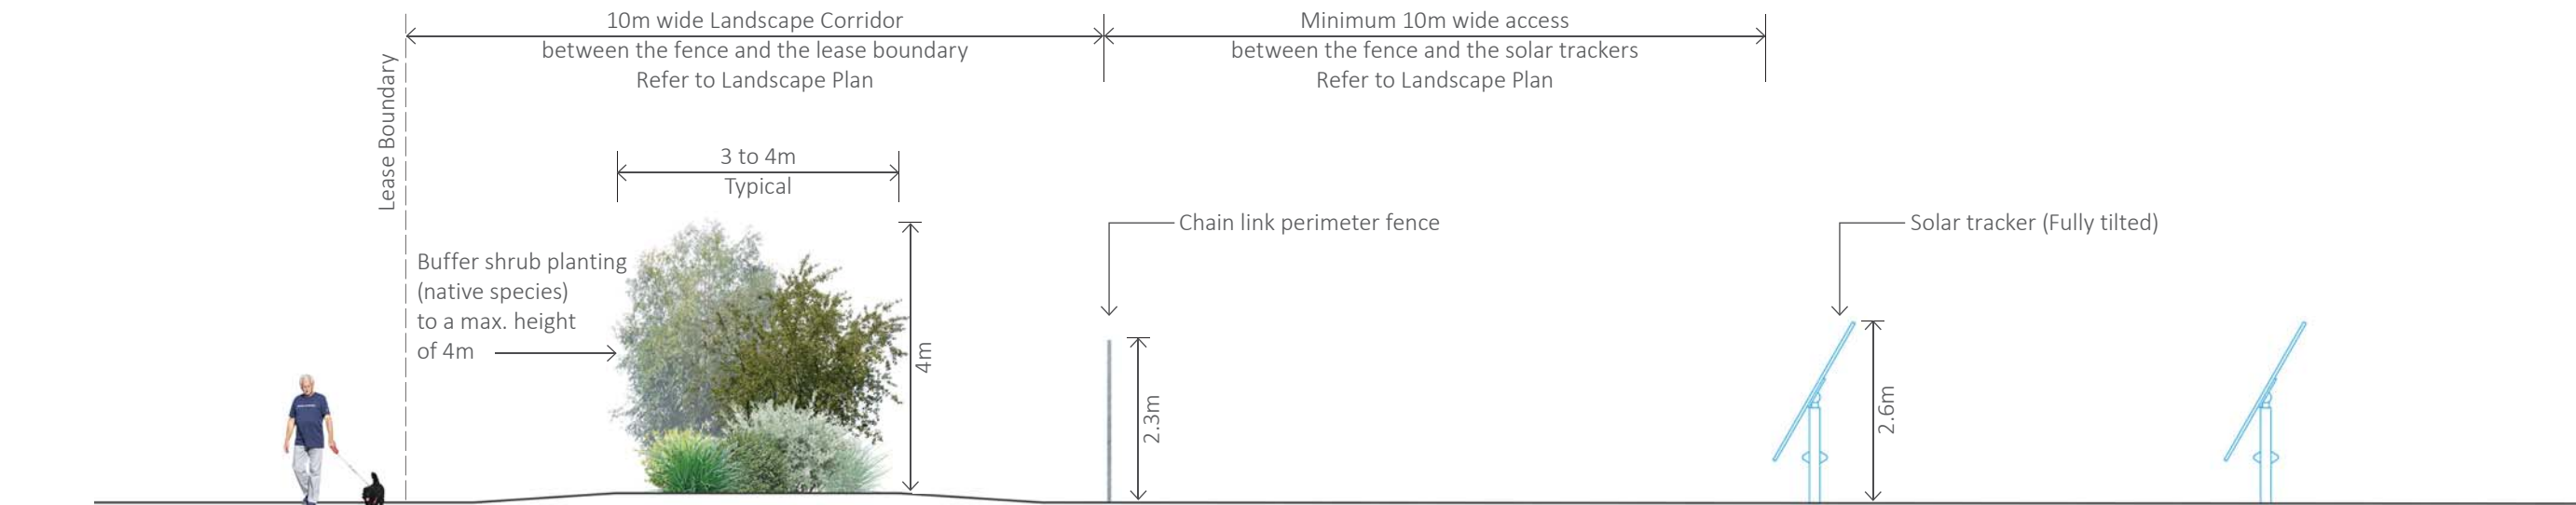 10m wide Landscape Corridor
between the fence and the lease boundary
Refer to Landscape Plan
Minimum 10m wide access
between the fence and the solar trackers
Refer to Landscape Plan
Lease Boundary
3 to 4m
Typical
Buffer shrub planting
(native species)
to a max. height
of 4m
4m
Chain link perimeter fence
2.3m
Solar tracker (Fully tilted)
2.6m